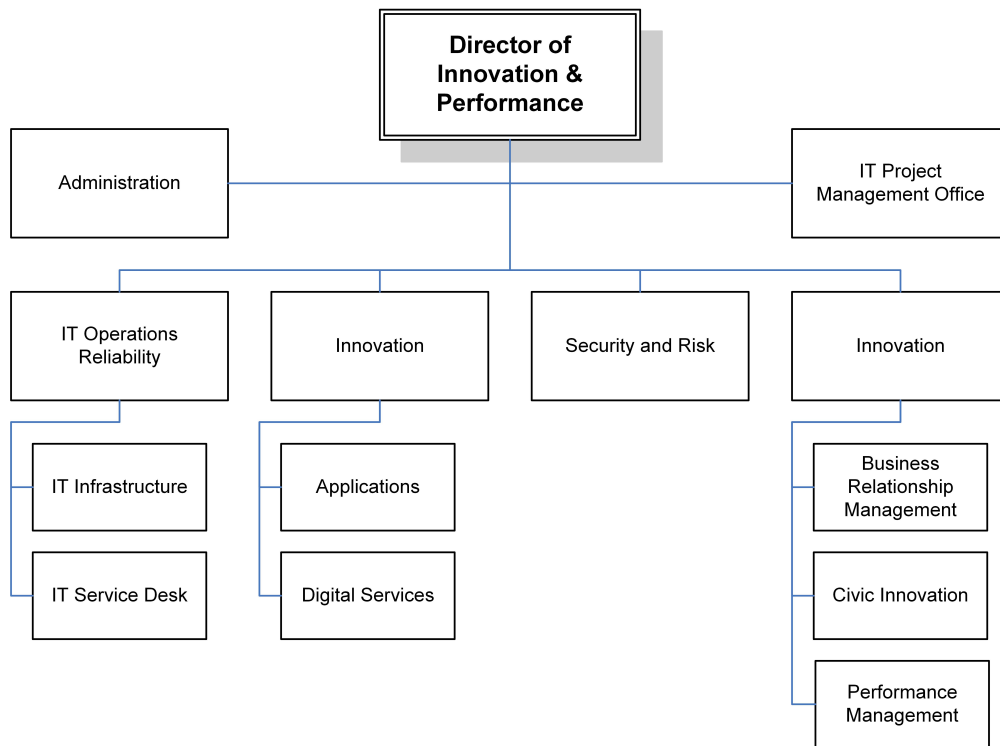 Director of
Innovation &
Performance
Administration
IT Project
Management Office
IT Operations
Reliability
Innovation
Security and Risk
Innovation
IT Infrastructure
Applications
Business
Relationship
Management
IT Service Desk
Digital Services
Civic Innovation
Performance
Management